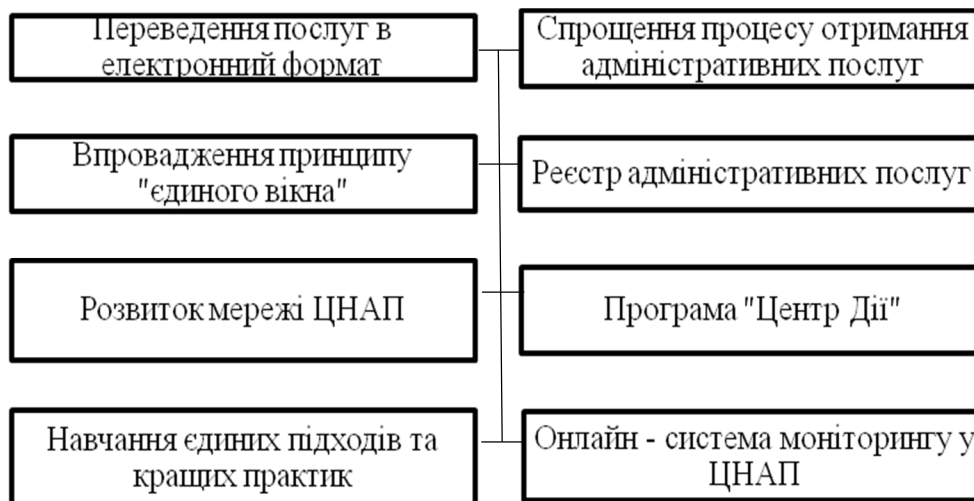 Переведення послуг в
електронний формат
Спрощення процесу отримання
адміністративних послуг
Впровадження принципу
"єдиного вікна"
Реєстр адміністративних послуг
Розвиток мережі ЦНАП
Програма "Центр Дії"
Навчання єдиних підходів та
кращих практик
Онлайн - система моніторингу у
ЦНАП